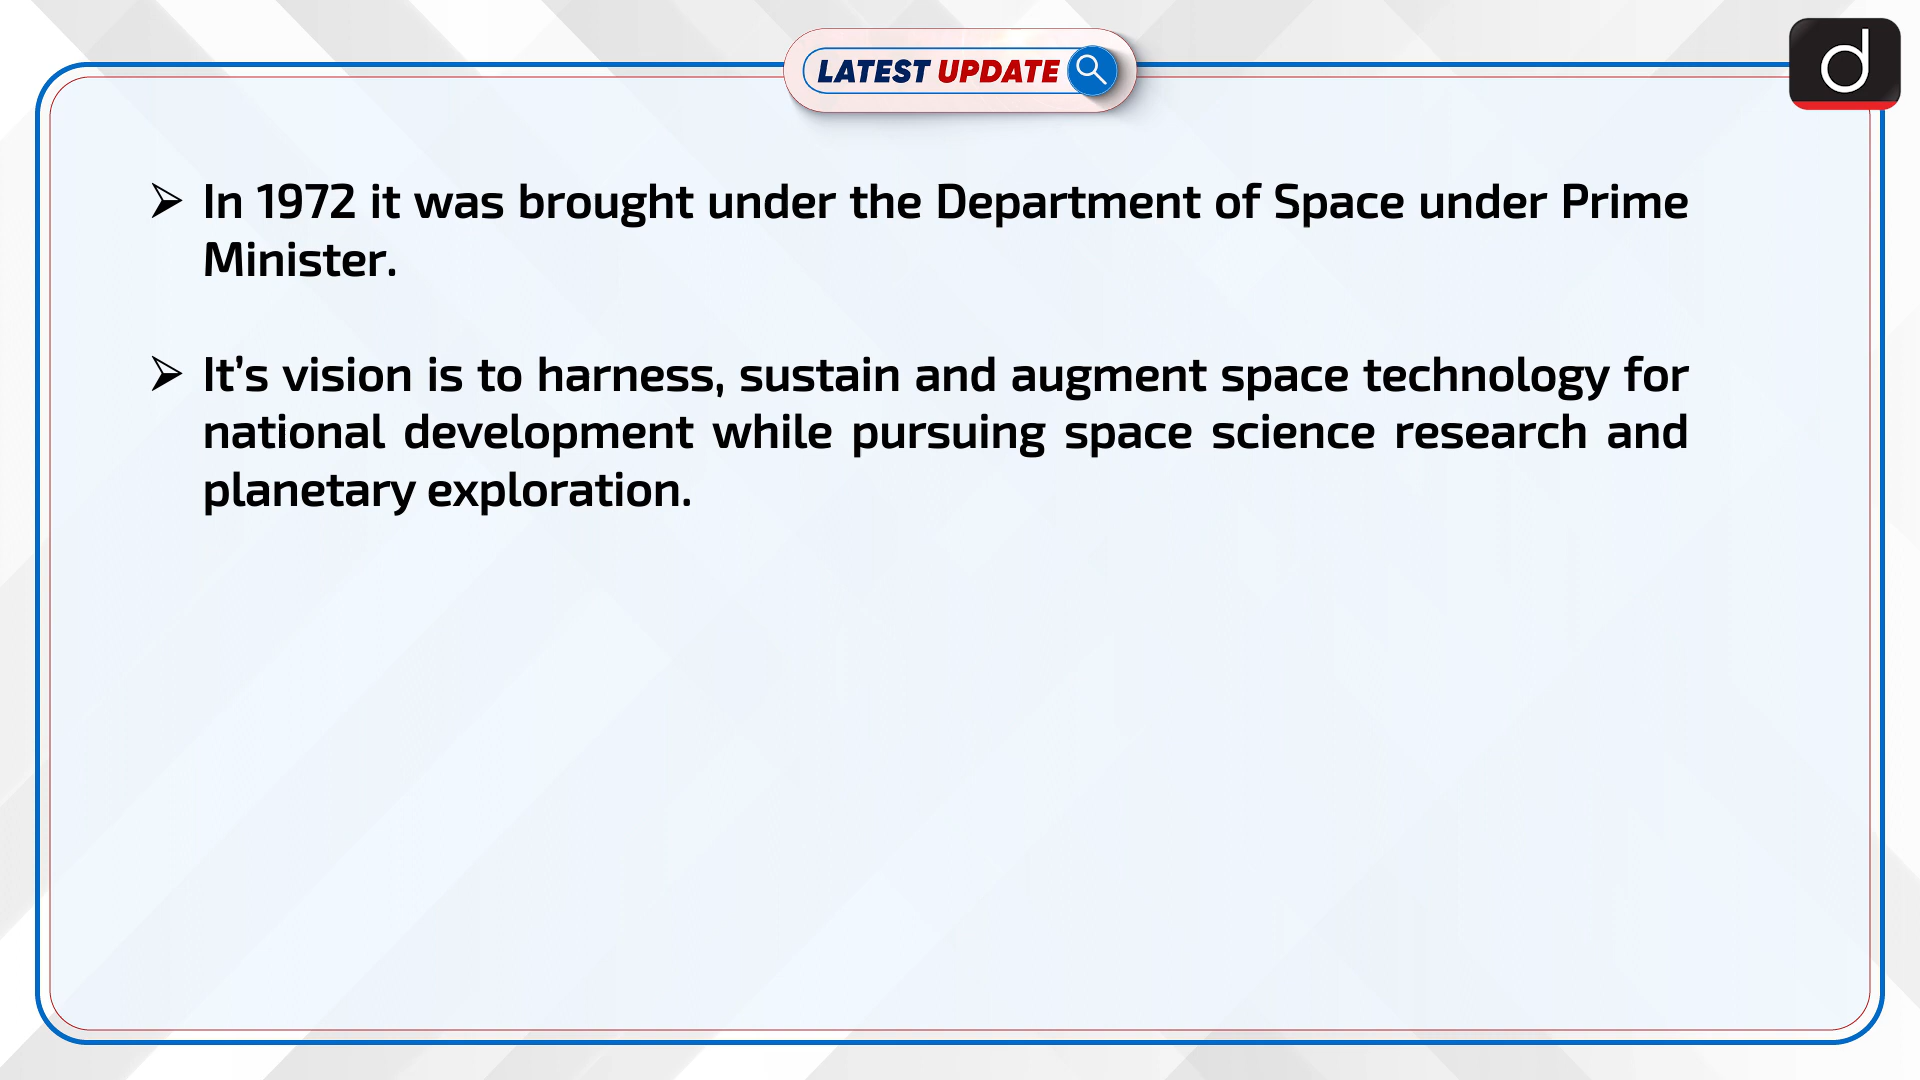 LATEST UPDATE
d
➢ In 1972 it was brought under the Department of Space under Prime
Minister.
➢ It’s vision is to harness, sustain and augment space technology for
national development while pursuing space science research and
planetary exploration.